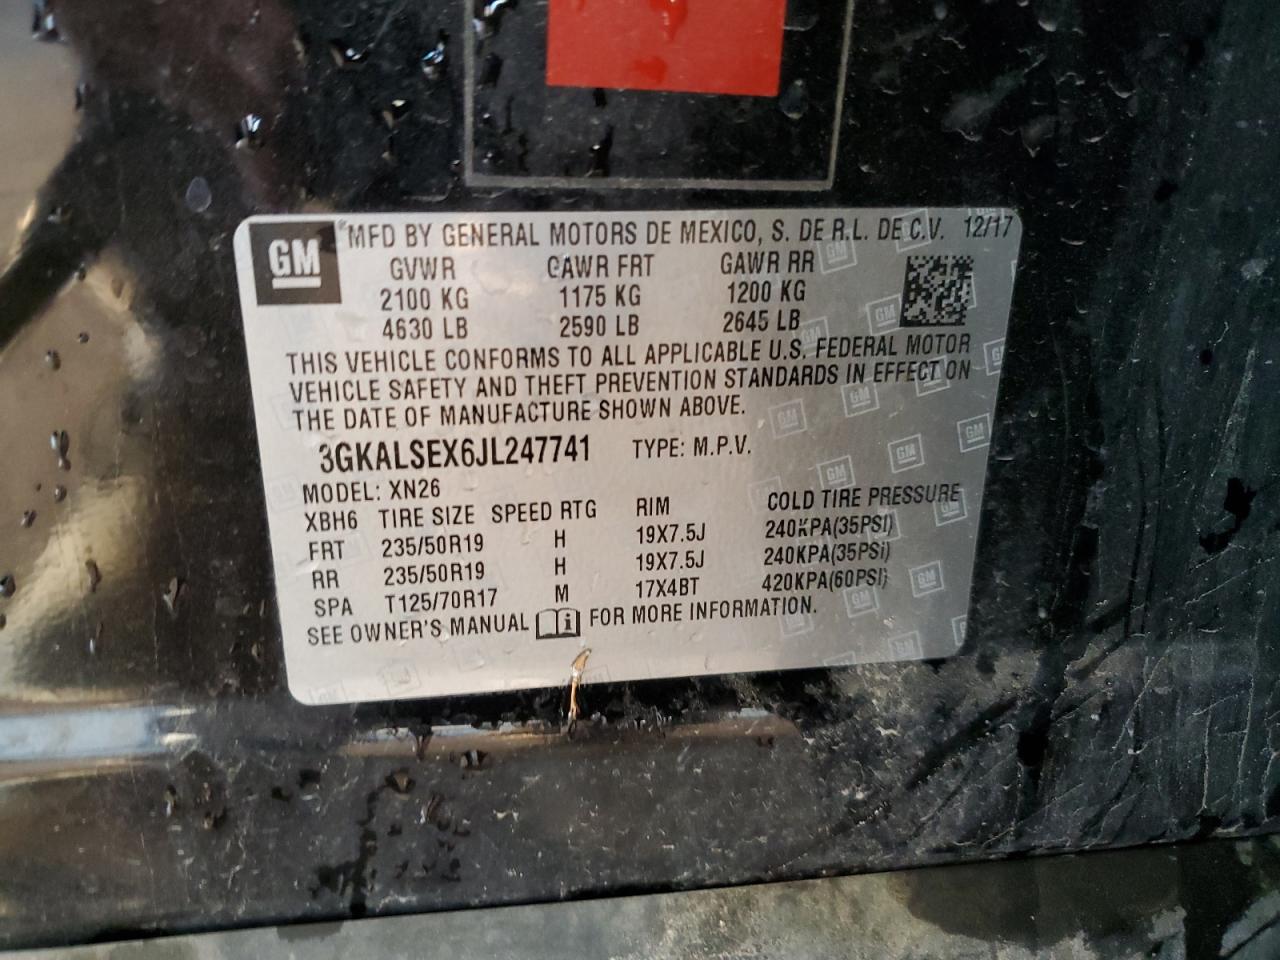 GM
MFD BY GENERAL MOTORS DE MEXICO, S. DE R.L. DE C.V. 12/17
GVWR GAWR FRT GAWR RR
2100 KG 1175 KG 1200 KG
4630 LB 2590 LB 2645 LB
THIS VEHICLE CONFORMS TO ALL APPLICABLE U.S. FEDERAL MOTOR
VEHICLE SAFETY AND THEFT PREVENTION STANDARDS IN EFFECT ON
THE DATE OF MANUFACTURE SHOWN ABOVE.
3GKALSEX6JL247741 TYPE: M.P.V.
MODEL: XN26
XBH6 TIRE SIZE SPEED RTG RIM COLD TIRE PRESSURE
FRT 235/50R19 H 19X7.5J 240KPA(35PSI)
RR 235/50R19 H 19X7.5J 240KPA(35PSI)
SPA T125/70R17 M 17X4BT 420KPA(60PSI)
SEE OWNER'S MANUAL i FOR MORE INFORMATION.